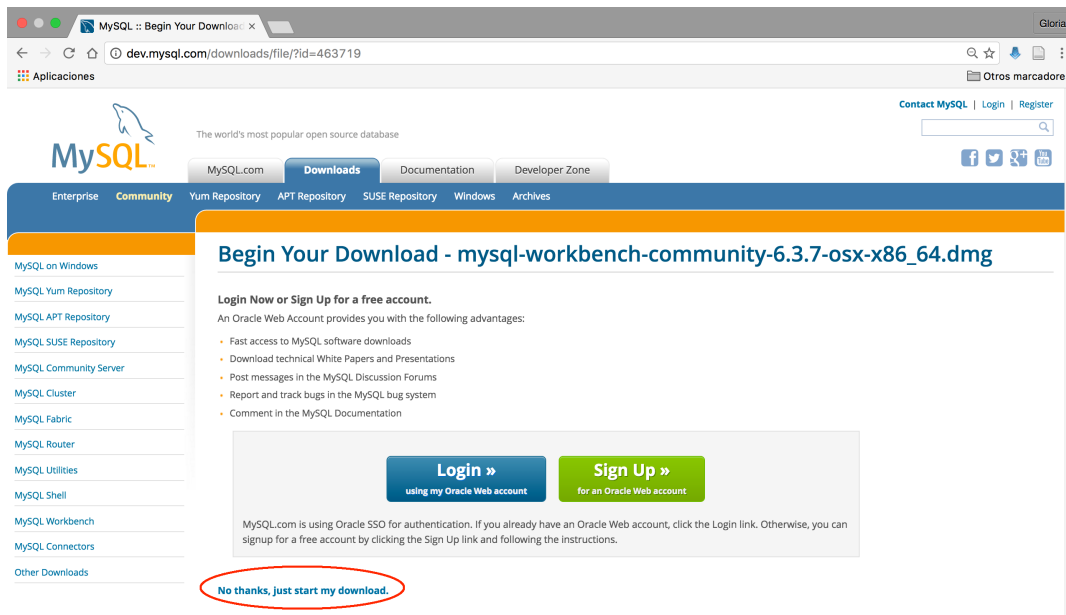 MySQL :: Begin Your Download
Gloria
dev.mysql.com/downloads/file/?id=463719
Aplicaciones
Otros marcadore
Contact MySQL | Login | Register
MySQL™
The world's most popular open source database
MySQL.com
Downloads
Documentation
Developer Zone
Enterprise Community Yum Repository APT Repository SUSE Repository Windows Archives
MySQL on Windows
MySQL Yum Repository
MySQL APT Repository
MySQL SUSE Repository
MySQL Community Server
MySQL Cluster
MySQL Fabric
MySQL Router
MySQL Utilities
MySQL Shell
MySQL Workbench
MySQL Connectors
Other Downloads
Begin Your Download - mysql-workbench-community-6.3.7-osx-x86_64.dmg
Login Now or Sign Up for a free account.
An Oracle Web Account provides you with the following advantages:
Fast access to MySQL software downloads
Download technical White Papers and Presentations
Post messages in the MySQL Discussion Forums
Report and track bugs in the MySQL bug system
Comment in the MySQL Documentation
Login »
using my Oracle Web account
Sign Up »
for an Oracle Web account
MySQL.com is using Oracle SSO for authentication. If you already have an Oracle Web account, click the Login link. Otherwise, you can
signup for a free account by clicking the Sign Up link and following the instructions.
No thanks, just start my download.